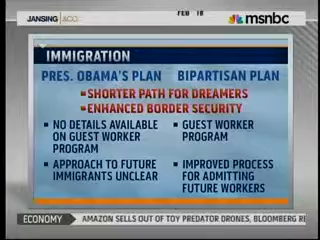 JANSING &CO.
FEB 18
msnbc
IMMIGRATION
PRES. OBAMA'S PLAN
BIPARTISAN PLAN
SHORTER PATH FOR DREAMERS
ENHANCED BORDER SECURITY
NO DETAILS AVAILABLE
ON GUEST WORKER
PROGRAM
APPROACH TO FUTURE
IMMIGRANTS UNCLEAR
GUEST WORKER
PROGRAM
IMPROVED PROCESS
FOR ADMITTING
FUTURE WORKERS
ECONOMY
AMAZON SELLS OUT OF TOY PREDATOR DRONES, BLOOMBERG RE